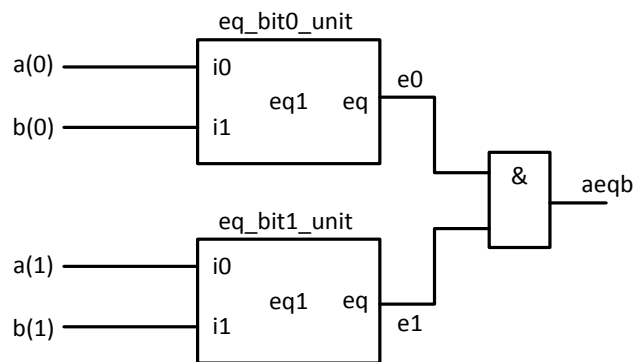 eq_bit0_unit
a(0)
i0
e0
eq1
eq
b(0)
i1
&
aeqb
eq_bit1_unit
a(1)
i0
eq1
eq
b(1)
i1
e1